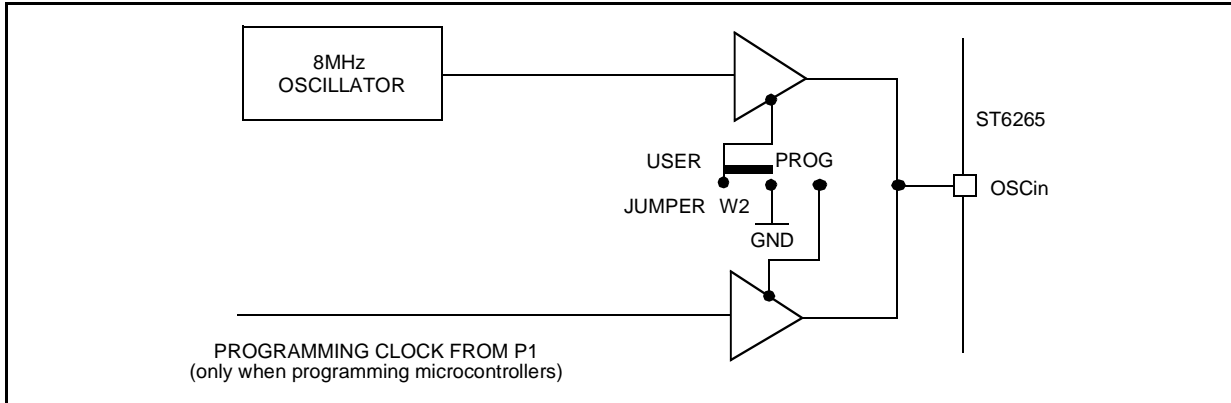 8MHz
OSCILLATOR
ST6265
USER PROG
OSCin
JUMPER W2
GND
PROGRAMMING CLOCK FROM P1
(only when programming microcontrollers)